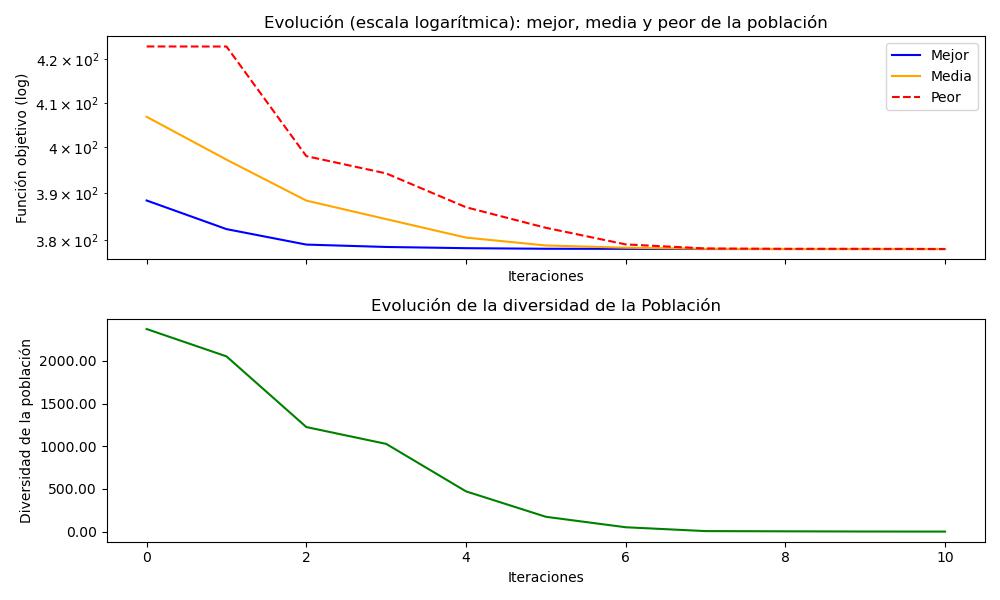 Evolución (escala logarítmica): mejor, media y peor de la población
Función objetivo (log)
4.2 × 10²
4.1 × 10²
4 × 10²
3.9 × 10²
3.8 × 10²
Mejor
Media
Peor
Iteraciones
Evolución de la diversidad de la Población
Diversidad de la población
2000.00
1500.00
1000.00
500.00
0.00
0 2 4 6 8 10
Iteraciones